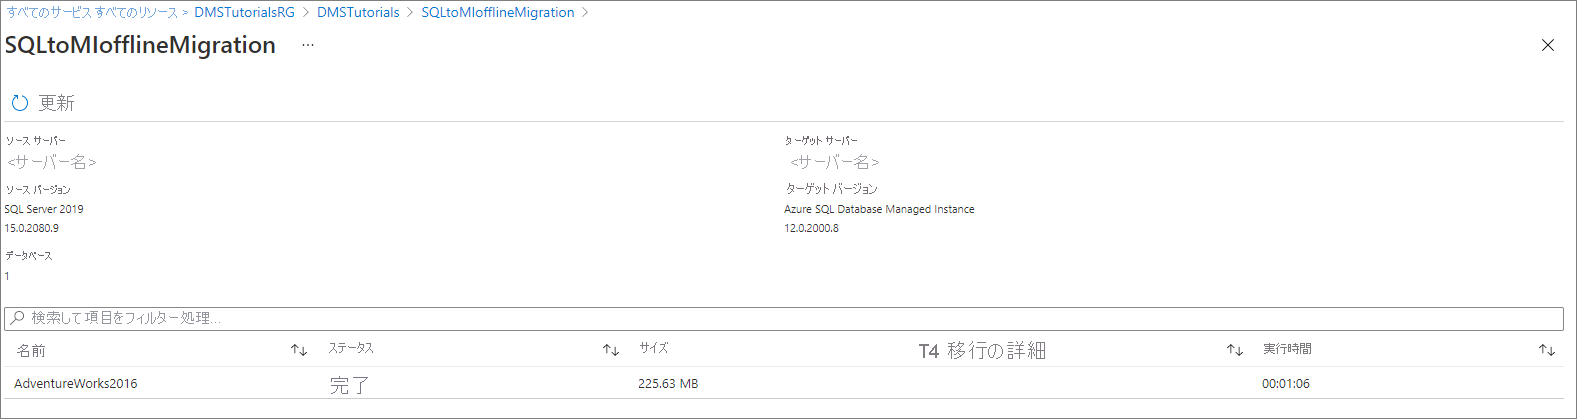 すべてのサービス すべてのリソース > DMSTutorialsRG > DMSTutorials > SQLtoMIofflineMigration >
SQLtoMIofflineMigration ...
更新
ソース サーバー
<サーバー名>
ソース バージョン
SQL Server 2019
15.0.2080.9
データベース
1
ターゲット サーバー
<サーバー名>
ターゲット バージョン
Azure SQL Database Managed Instance
12.0.2000.8
検索して項目をフィルター処理...
名前 ↑↓ ステータス ↑↓ サイズ T4 移行の詳細 ↑↓ 実行時間 ↑↓
AdventureWorks2016 完了 225.63 MB 00:01:06